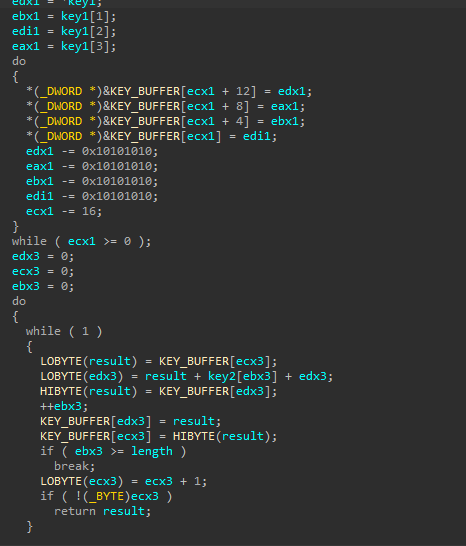 edx1 = *key1;
ebx1 = key1[1];
edi1 = key1[2];
eax1 = key1[3];
do
{
*(_DWORD *)&KEY_BUFFER[ecx1 + 12] = edx1;
*(_DWORD *)&KEY_BUFFER[ecx1 + 8] = eax1;
*(_DWORD *)&KEY_BUFFER[ecx1 + 4] = ebx1;
*(_DWORD *)&KEY_BUFFER[ecx1] = edi1;
edx1 -= 0x10101010;
eax1 -= 0x10101010;
ebx1 -= 0x10101010;
edi1 -= 0x10101010;
ecx1 -= 16;
}
while ( ecx1 >= 0 );
edx3 = 0;
ecx3 = 0;
ebx3 = 0;
do
{
while ( 1 )
{
LOBYTE(result) = KEY_BUFFER[ecx3];
LOBYTE(edx3) = result + key2[ebx3] + edx3;
HIBYTE(result) = KEY_BUFFER[edx3];
++ebx3;
KEY_BUFFER[edx3] = result;
KEY_BUFFER[ecx3] = HIBYTE(result);
if ( ebx3 >= length )
break;
LOBYTE(ecx3) = ecx3 + 1;
if ( !(_BYTE)ecx3 )
return result;
}